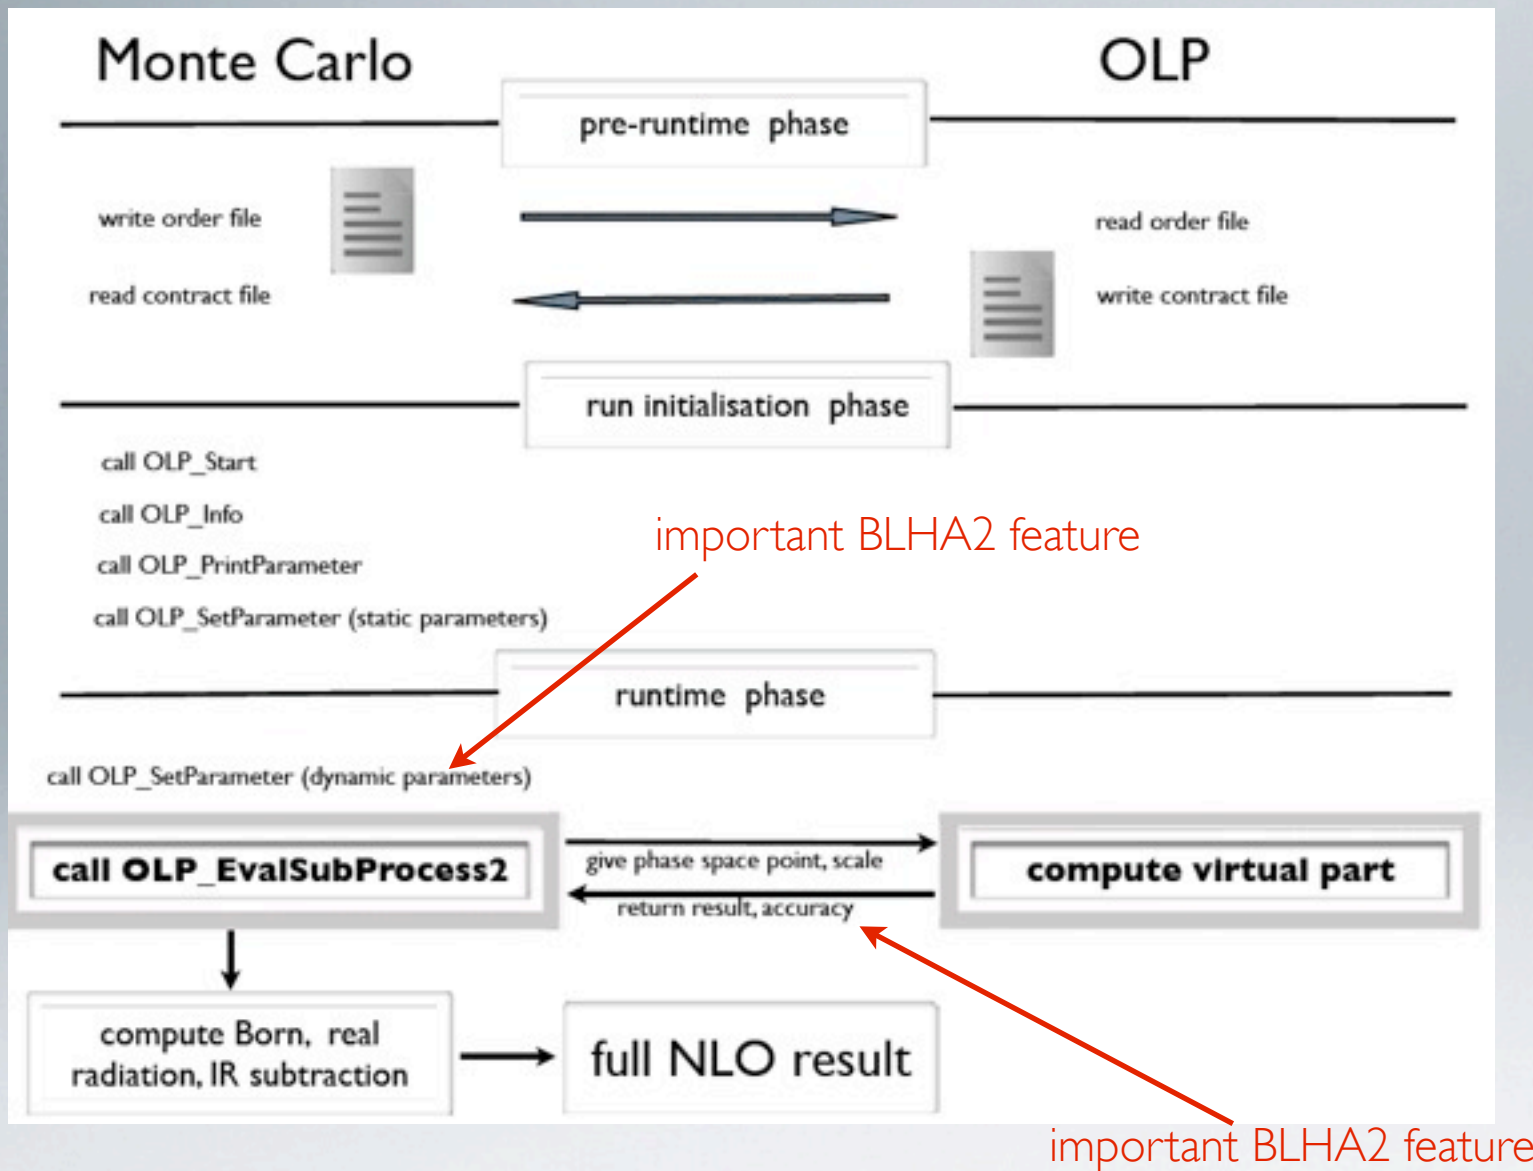 Monte Carlo
OLP
pre-runtime phase
write order file
read order file
read contract file
write contract file
run initialisation phase
call OLP_Start
call OLP_Info
important BLHA2 feature
call OLP_PrintParameter
call OLP_SetParameter (static parameters)
runtime phase
call OLP_SetParameter (dynamic parameters)
call OLP_EvalSubProcess2
give phase space point, scale
return result, accuracy
compute virtual part
compute Born, real
radiation, IR subtraction
full NLO result
important BLHA2 feature